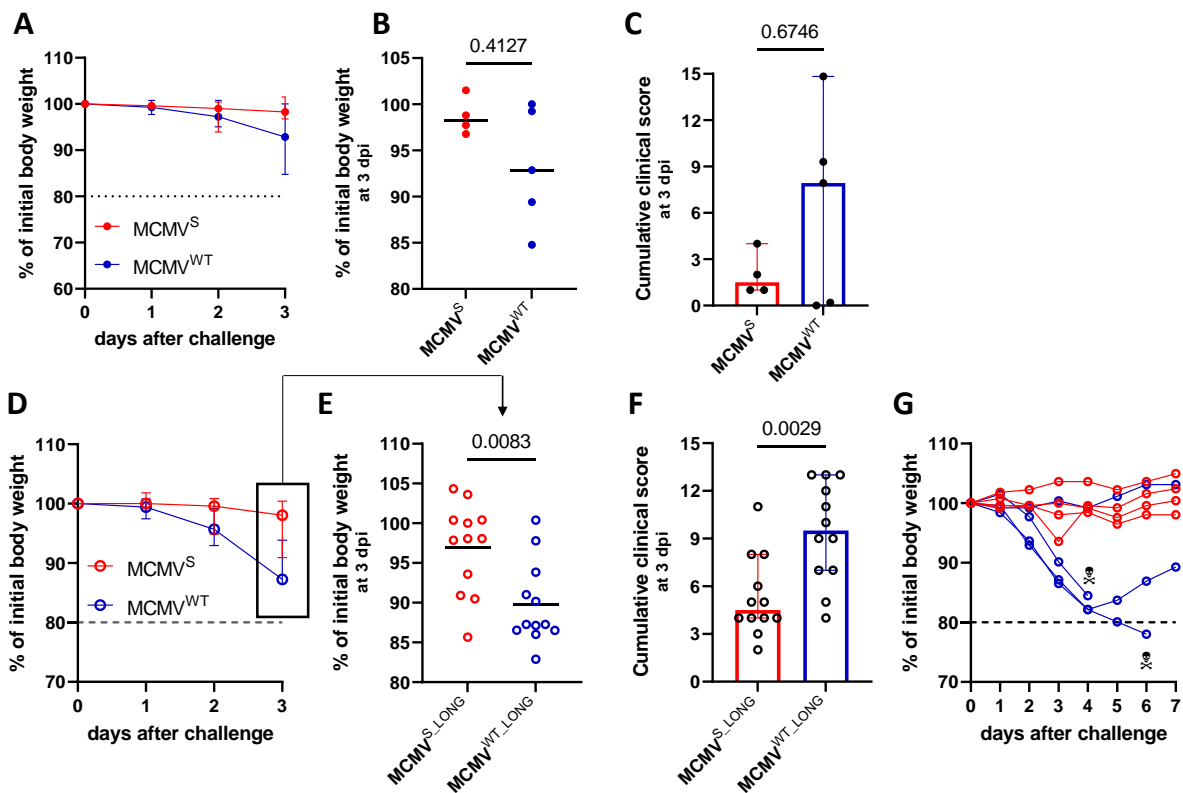 A
% of initial body weight
110
100
90
80
70
60
0
1
2
3
days after challenge
MCMV^S
MCMV^WT
B
0.4127
% of initial body weight
at 3 dpi
105
100
95
90
85
80
MCMV^S
MCMV^WT
C
0.6746
Cumulative clinical score
at 3 dpi
15
12
9
6
3
0
MCMV^S
MCMV^WT
D
% of initial body weight
110
100
90
80
70
0
1
2
3
days after challenge
MCMV^S
MCMV^WT
E
0.0083
% of initial body weight
at 3 dpi
110
105
100
95
90
85
80
MCMV^S_LONG
MCMV^WT_LONG
F
0.0029
Cumulative clinical score
at 3 dpi
15
12
9
6
3
0
MCMV^S_LONG
MCMV^WT_LONG
G
% of initial body weight
110
100
90
80
70
0
1
2
3
4
5
6
7
days after challenge